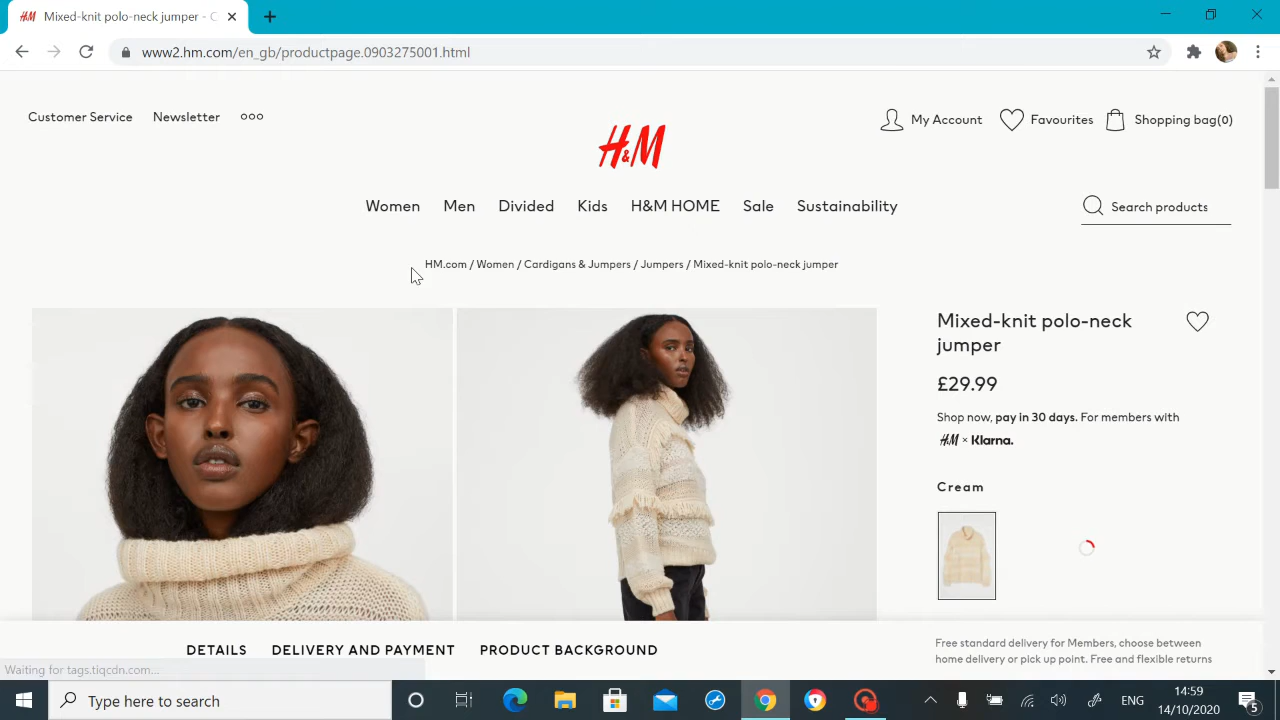 Mixed-knit polo-neck jumper - C
www2.hm.com/en_gb/productpage.0903275001.html
Customer Service Newsletter
My Account Favourites Shopping bag(0)
H&M
Women Men Divided Kids H&M HOME Sale Sustainability
Search products
HM.com / Women / Cardigans & Jumpers / Jumpers / Mixed-knit polo-neck jumper
Mixed-knit polo-neck
jumper
£29.99
Shop now, pay in 30 days. For members with
H&M × Klarna.
Cream
DETAILS DELIVERY AND PAYMENT PRODUCT BACKGROUND
Free standard delivery for Members, choose between
home delivery or pick up point. Free and flexible returns
Waiting for tags.tiqcdn.com...
Type here to search
ENG
14:59
14/10/2020
5